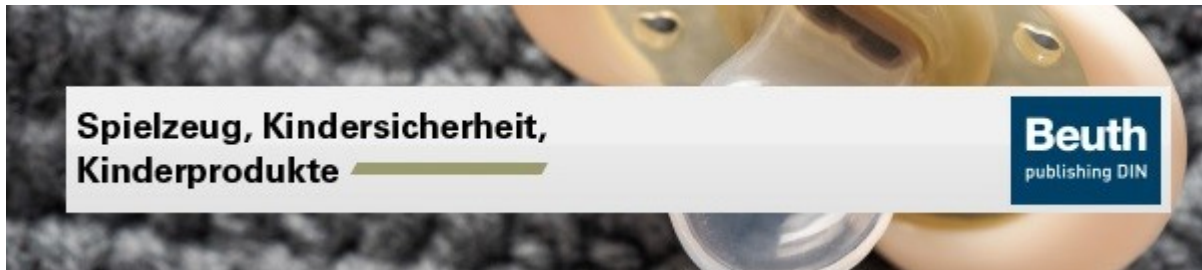 Spielzeug, Kindersicherheit,
Kinderprodukte
Beuth
publishing DIN